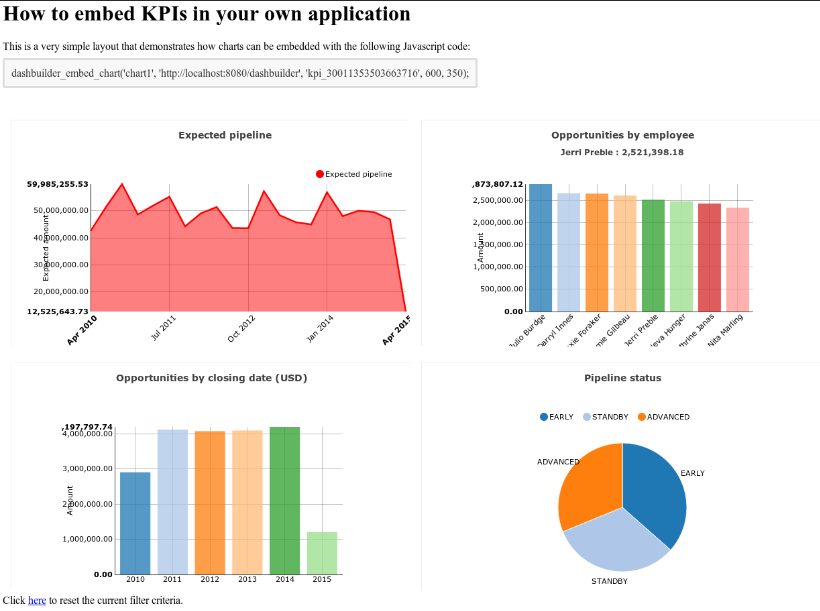 How to embed KPIs in your own application
This is a very simple layout that demonstrates how charts can be embedded with the following Javascript code:
dashbuilder_embed_chart('chart1', 'http://localhost:8080/dashbuilder', 'kpi_30011353503663716', 600, 350);
Expected pipeline
Expected pipeline
59,985,255.53
50,000,000.00
40,000,000.00
30,000,000.00
20,000,000.00
12,525,643.73
Expected amount
Apr 2010
Jul 2011
Oct 2012
Jan 2014
Apr 2015
Opportunities by employee
Jerri Preble : 2,521,398.18
,873,807.12
2,500,000.00
2,000,000.00
1,500,000.00
1,000,000.00
500,000.00
0.00
Amount
Julio Burdge
Darryl Innes
xie Foraker
mie Gilbeau
Jerri Preble
leva Hunger
thrine Janas
Nita Marling
Opportunities by closing date (USD)
,197,797.74
4,000,000.00
3,000,000.00
2,000,000.00
1,000,000.00
0.00
Amount
2010 2011 2012 2013 2014 2015
Pipeline status
EARLY STANDBY ADVANCED
ADVANCED
EARLY
STANDBY
Click here to reset the current filter criteria.